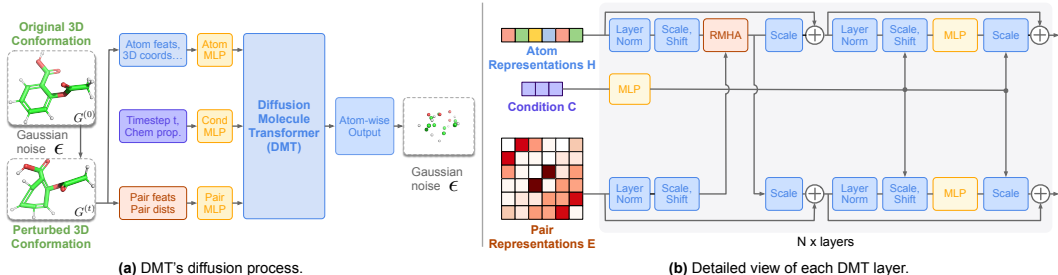 Original 3D
Conformation
G(0)
Gaussian
noise ϵ
G(t)
Perturbed 3D
Conformation
Atom feats,
3D coords...
Atom
MLP
Timestep t,
Chem prop.
Cond
MLP
Pair feats
Pair dists
Pair
MLP
Diffusion
Molecule
Transformer
(DMT)
Atom-wise
Output
Gaussian
noise ϵ
(a) DMT's diffusion process.
Atom
Representations H
Condition C
Pair
Representations E
MLP
Layer
Norm
Scale,
Shift
RMHA
Scale
Layer
Norm
Scale,
Shift
MLP
Scale
Layer
Norm
Scale,
Shift
Scale
Layer
Norm
Scale,
Shift
MLP
Scale
N x layers
(b) Detailed view of each DMT layer.